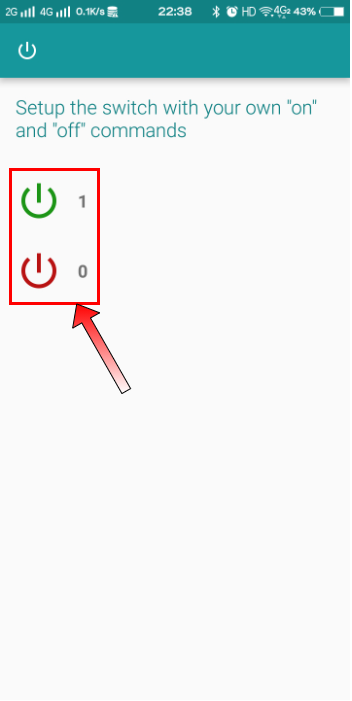 2G 4G 0.1K/s 22:38 HD 4G2 43%
Setup the switch with your own "on"
and "off" commands
1
0